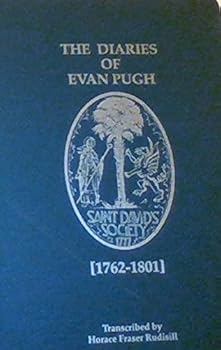 THE DIARIES
OF
EVAN PUGH
SAINT DAVID'S
SOCIETY
1777
[1762-1801]
Transcribed by
Horace Fraser Rudisill